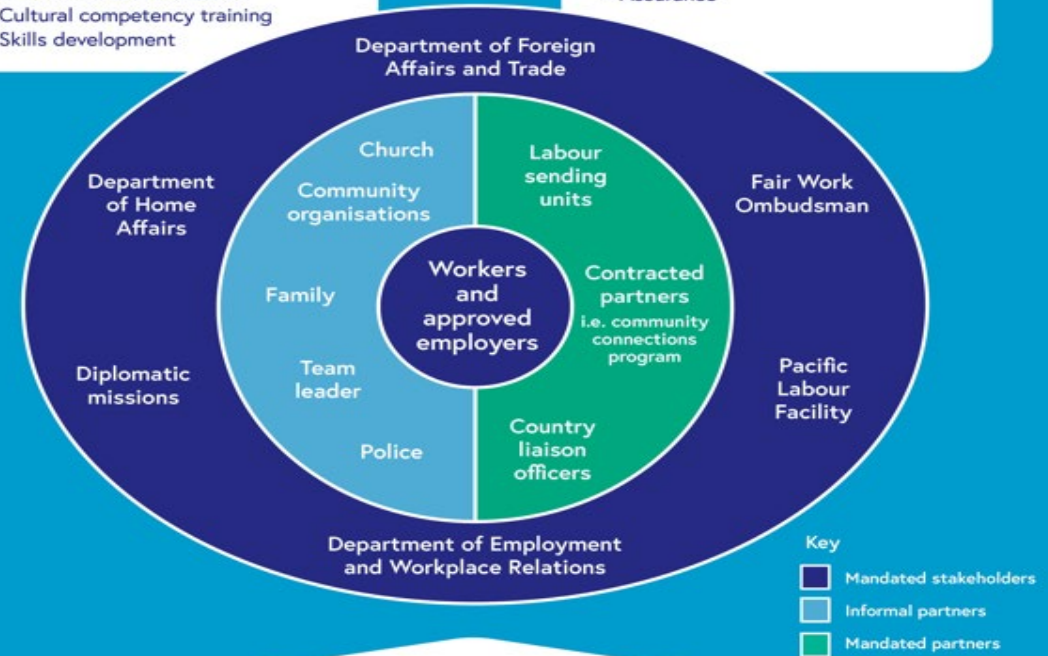 Cultural competency training
Skills development
Assurance
Department of Foreign
Affairs and Trade
Church
Community
organisations
Family
Team
leader
Police
Labour
sending
units
Contracted
partners
i.e. community
connections
program
Country
liaison
officers
Workers
and
approved
employers
Department
of Home
Affairs
Diplomatic
missions
Fair Work
Ombudsman
Pacific
Labour
Facility
Department of Employment
and Workplace Relations
Key
Mandated stakeholders
Informal partners
Mandated partners